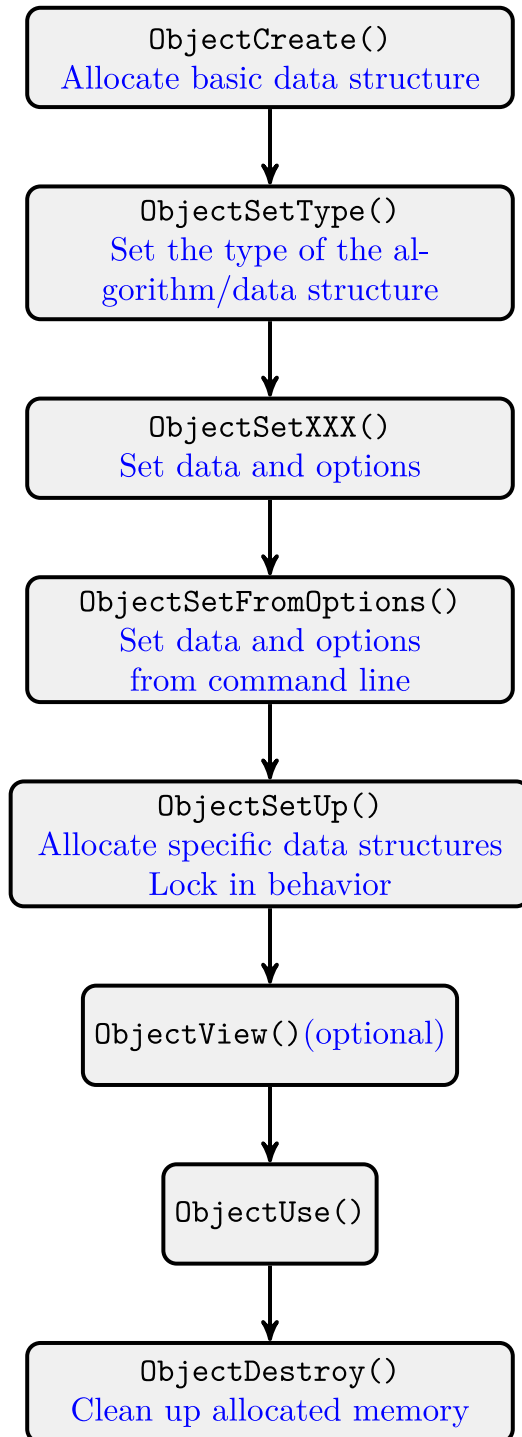 ObjectCreate()
Allocate basic data structure
ObjectSetType()
Set the type of the al-
gorithm/data structure
ObjectSetXXX()
Set data and options
ObjectSetFromOptions()
Set data and options
from command line
ObjectSetUp()
Allocate specific data structures
Lock in behavior
ObjectView()(optional)
ObjectUse()
ObjectDestroy()
Clean up allocated memory